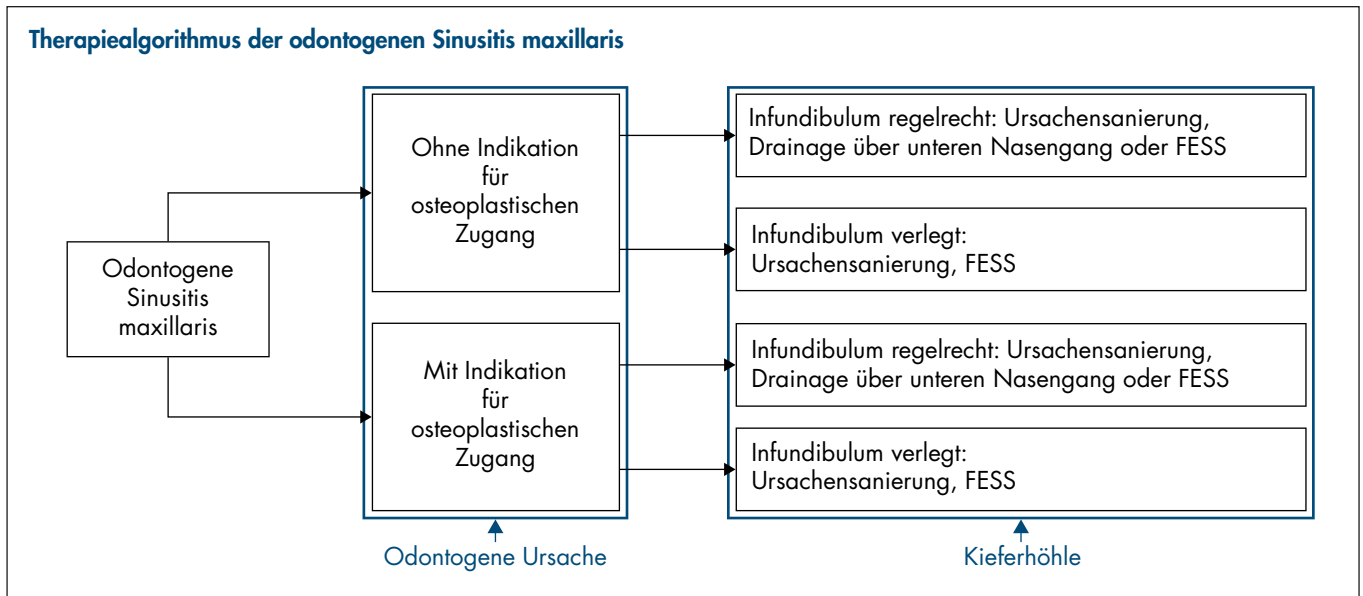 Therapiealgorithmus der odontogenen Sinusitis maxillaris
Odontogene
Sinusitis
maxillaris
Ohne Indikation
für
osteoplastischen
Zugang
Infundibulum regelrecht: Ursachensanierung,
Drainage über unteren Nasengang oder FESS
Infundibulum verlegt:
Ursachensanierung, FESS
Mit Indikation
für
osteoplastischen
Zugang
Infundibulum regelrecht: Ursachensanierung,
Drainage über unteren Nasengang oder FESS
Infundibulum verlegt:
Ursachensanierung, FESS
Odontogene Ursache
Kieferhöhle